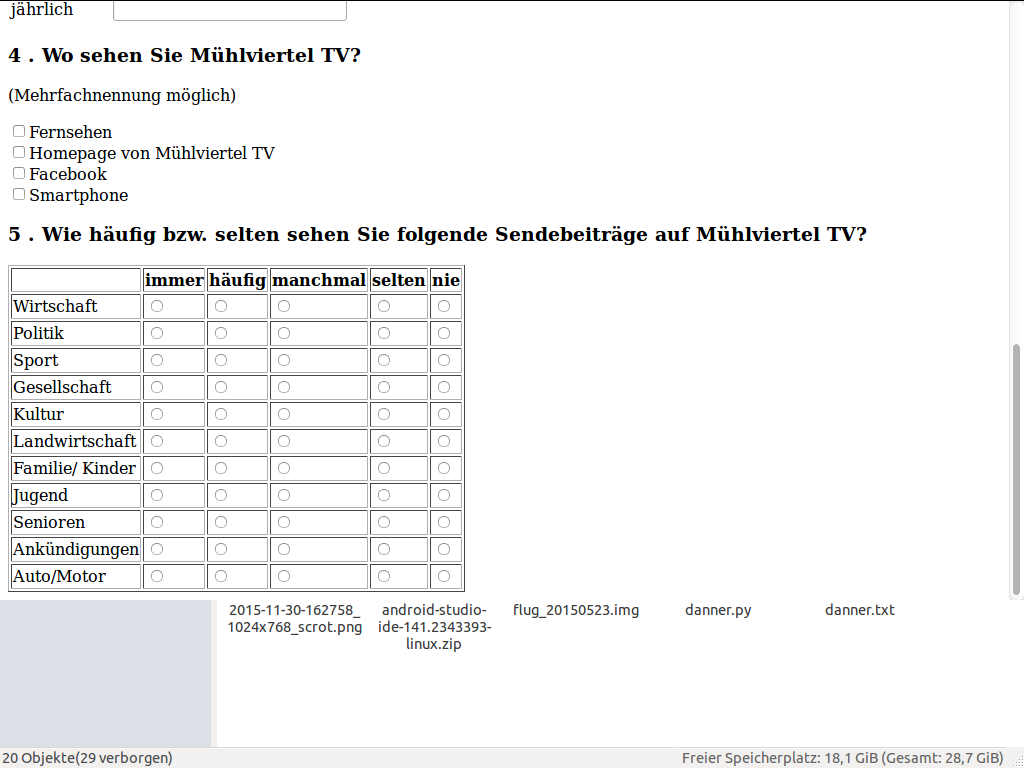 jährlich
4 . Wo sehen Sie Mühlviertel TV?
(Mehrfachnennung möglich)
Fernsehen
Homepage von Mühlviertel TV
Facebook
Smartphone
5 . Wie häufig bzw. selten sehen Sie folgende Sendebeiträge auf Mühlviertel TV?
immer häufig manchmal selten nie
Wirtschaft
Politik
Sport
Gesellschaft
Kultur
Landwirtschaft
Familie/ Kinder
Jugend
Senioren
Ankündigungen
Auto/Motor
2015-11-30-162758_ android-studio- flug_20150523.img danner.py danner.txt
1024x768_scrot.png ide-141.2343393-
linux.zip
20 Objekte(29 verborgen) Freier Speicherplatz: 18,1 GiB (Gesamt: 28,7 GiB)